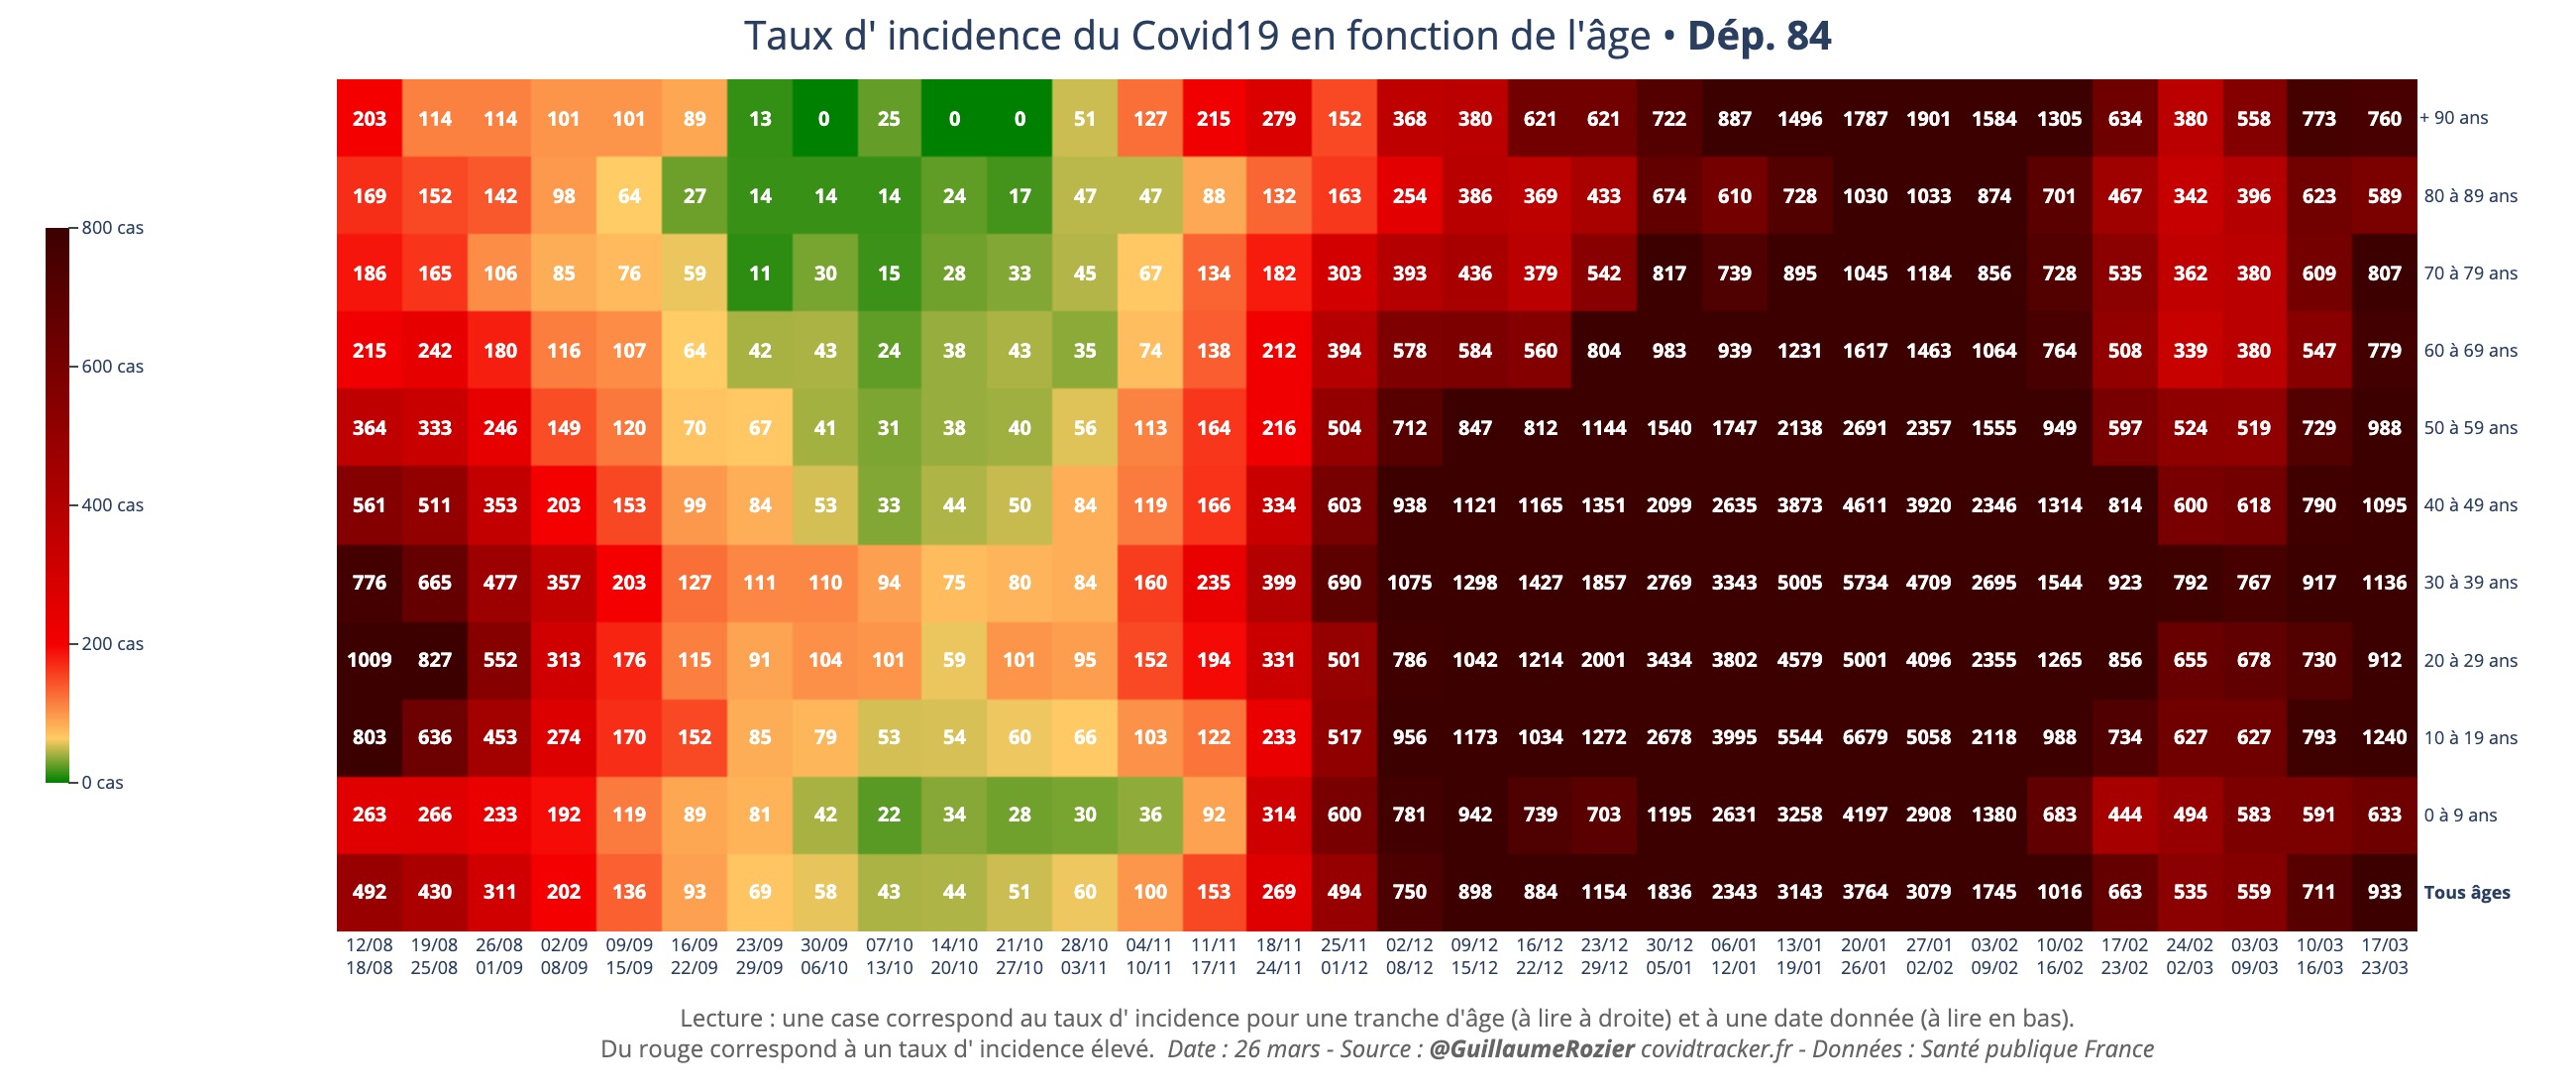 Taux d' incidence du Covid19 en fonction de l'âge • Dép. 84
800 cas
600 cas
400 cas
200 cas
0 cas
203 114 114 101 101 89 13 0 25 0 0 51 127 215 279 152 368 380 621 621 722 887 1496 1787 1901 1584 1305 634 380 558 773 760 + 90 ans
169 152 142 98 64 27 14 14 14 24 17 47 47 88 132 163 254 386 369 433 674 610 728 1030 1033 874 701 467 342 396 623 589 80 à 89 ans
186 165 106 85 76 59 11 30 15 28 33 45 67 134 182 303 393 436 379 542 817 739 895 1045 1184 856 728 535 362 380 609 807 70 à 79 ans
215 242 180 116 107 64 42 43 24 38 43 35 74 138 212 394 578 584 560 804 983 939 1231 1617 1463 1064 764 508 339 380 547 779 60 à 69 ans
364 333 246 149 120 70 67 41 31 38 40 56 113 164 216 504 712 847 812 1144 1540 1747 2138 2691 2357 1555 949 597 524 519 729 988 50 à 59 ans
561 511 353 203 153 99 84 53 33 44 50 84 119 166 334 603 938 1121 1165 1351 2099 2635 3873 4611 3920 2346 1314 814 600 618 790 1095 40 à 49 ans
776 665 477 357 203 127 111 110 94 75 80 84 160 235 399 690 1075 1298 1427 1857 2769 3343 5005 5734 4709 2695 1544 923 792 767 917 1136 30 à 39 ans
1009 827 552 313 176 115 91 104 101 59 101 95 152 194 331 501 786 1042 1214 2001 3434 3802 4579 5001 4096 2355 1265 856 655 678 730 912 20 à 29 ans
803 636 453 274 170 152 85 79 53 54 60 66 103 122 233 517 956 1173 1034 1272 2678 3995 5544 6679 5058 2118 988 734 627 627 793 1240 10 à 19 ans
263 266 233 192 119 89 81 42 22 34 28 30 36 92 314 600 781 942 739 703 1195 2631 3258 4197 2908 1380 683 444 494 583 591 633 0 à 9 ans
492 430 311 202 136 93 69 58 43 44 51 60 100 153 269 494 750 898 884 1154 1836 2343 3143 3764 3079 1745 1016 663 535 559 711 933 Tous âges
12/08 19/08 26/08 02/09 09/09 16/09 23/09 30/09 07/10 14/10 21/10 28/10 04/11 11/11 18/11 25/11 02/12 09/12 16/12 23/12 30/12 06/01 13/01 20/01 27/01 03/02 10/02 17/02 24/02 03/03 10/03 17/03
18/08 25/08 01/09 08/09 15/09 22/09 29/09 06/10 13/10 20/10 27/10 03/11 10/11 17/11 24/11 01/12 08/12 15/12 22/12 29/12 05/01 12/01 19/01 26/01 02/02 09/02 16/02 23/02 02/03 09/03 16/03 23/03
Lecture : une case correspond au taux d' incidence pour une tranche d'âge (à lire à droite) et à une date donnée (à lire en bas).
Du rouge correspond à un taux d' incidence élevé. Date : 26 mars - Source : @GuillaumeRozier covidtracker.fr - Données : Santé publique France